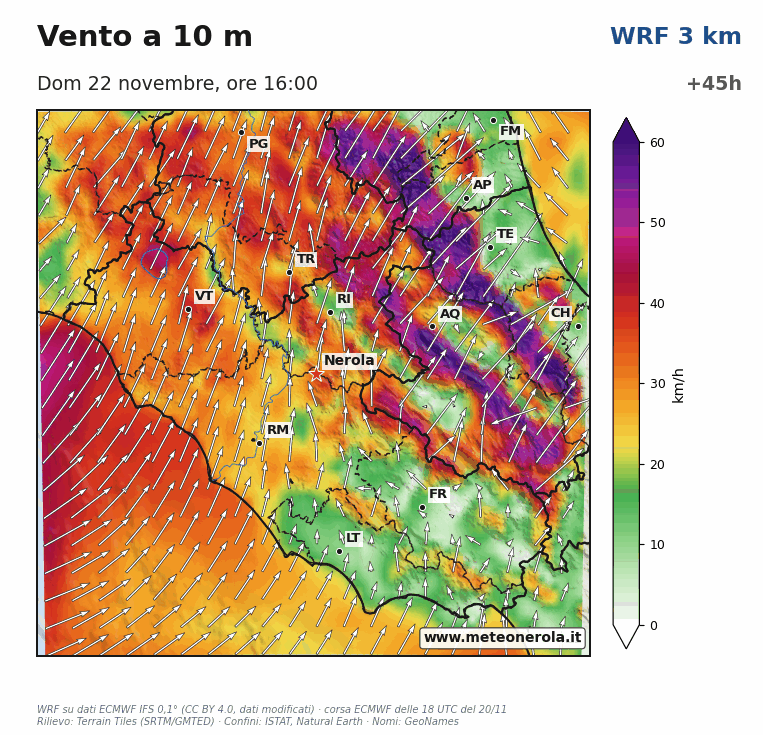 Vento a 10 m
WRF 3 km
Dom 22 novembre, ore 16:00
+45h
FM
PG
AP
TE
TR
VT
RI
AQ
CH
Nerola
RM
FR
LT
www.meteonerola.it
60
50
40
30
20
10
0
km/h
WRF su dati ECMWF IFS 0,1° (CC BY 4.0, dati modificati) · corsa ECMWF delle 18 UTC del 20/11
Rilievo: Terrain Tiles (SRTM/GMTED) · Confini: ISTAT, Natural Earth · Nomi: GeoNames